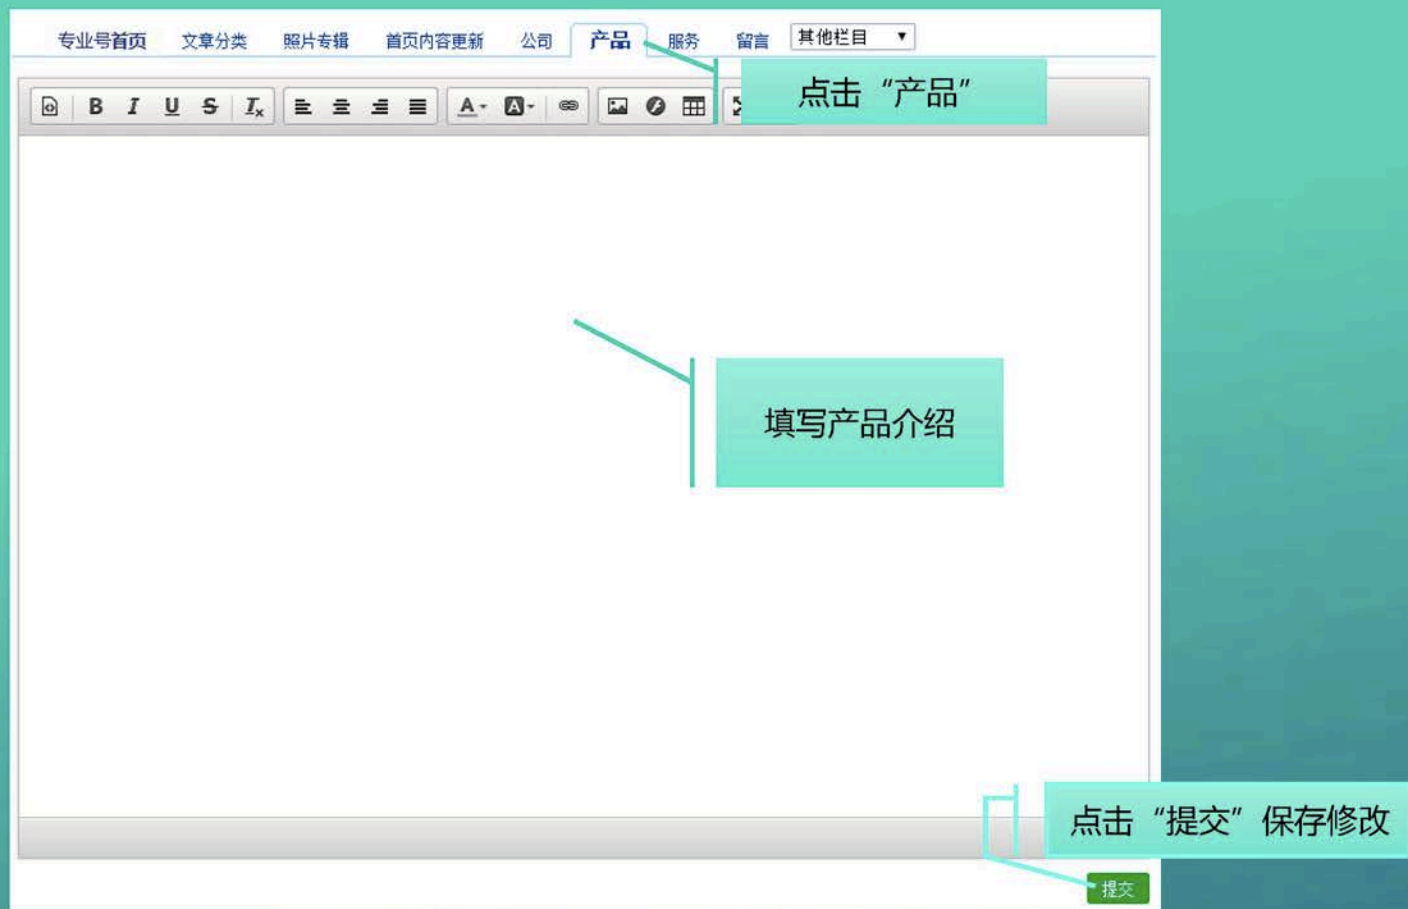 专业号首页 文章分类 照片专辑 首页内容更新 公司 产品 服务 留言 其他栏目
点击“产品”
填写产品介绍
点击“提交”保存修改
提交